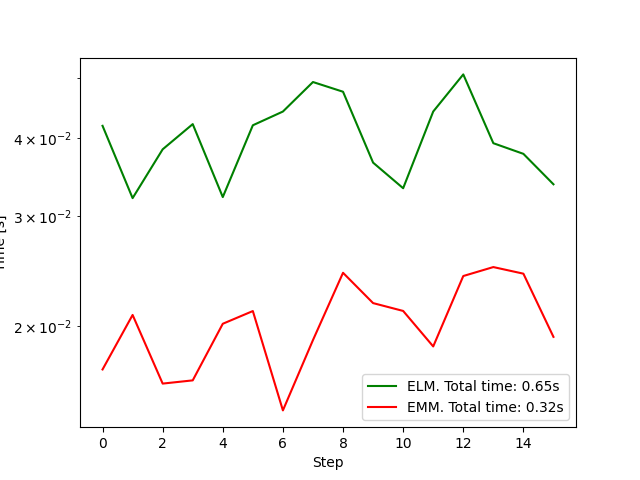 4 × 10⁻²
3 × 10⁻²
2 × 10⁻²
Time [s]
ELM. Total time: 0.65s
EMM. Total time: 0.32s
0 2 4 6 8 10 12 14
Step